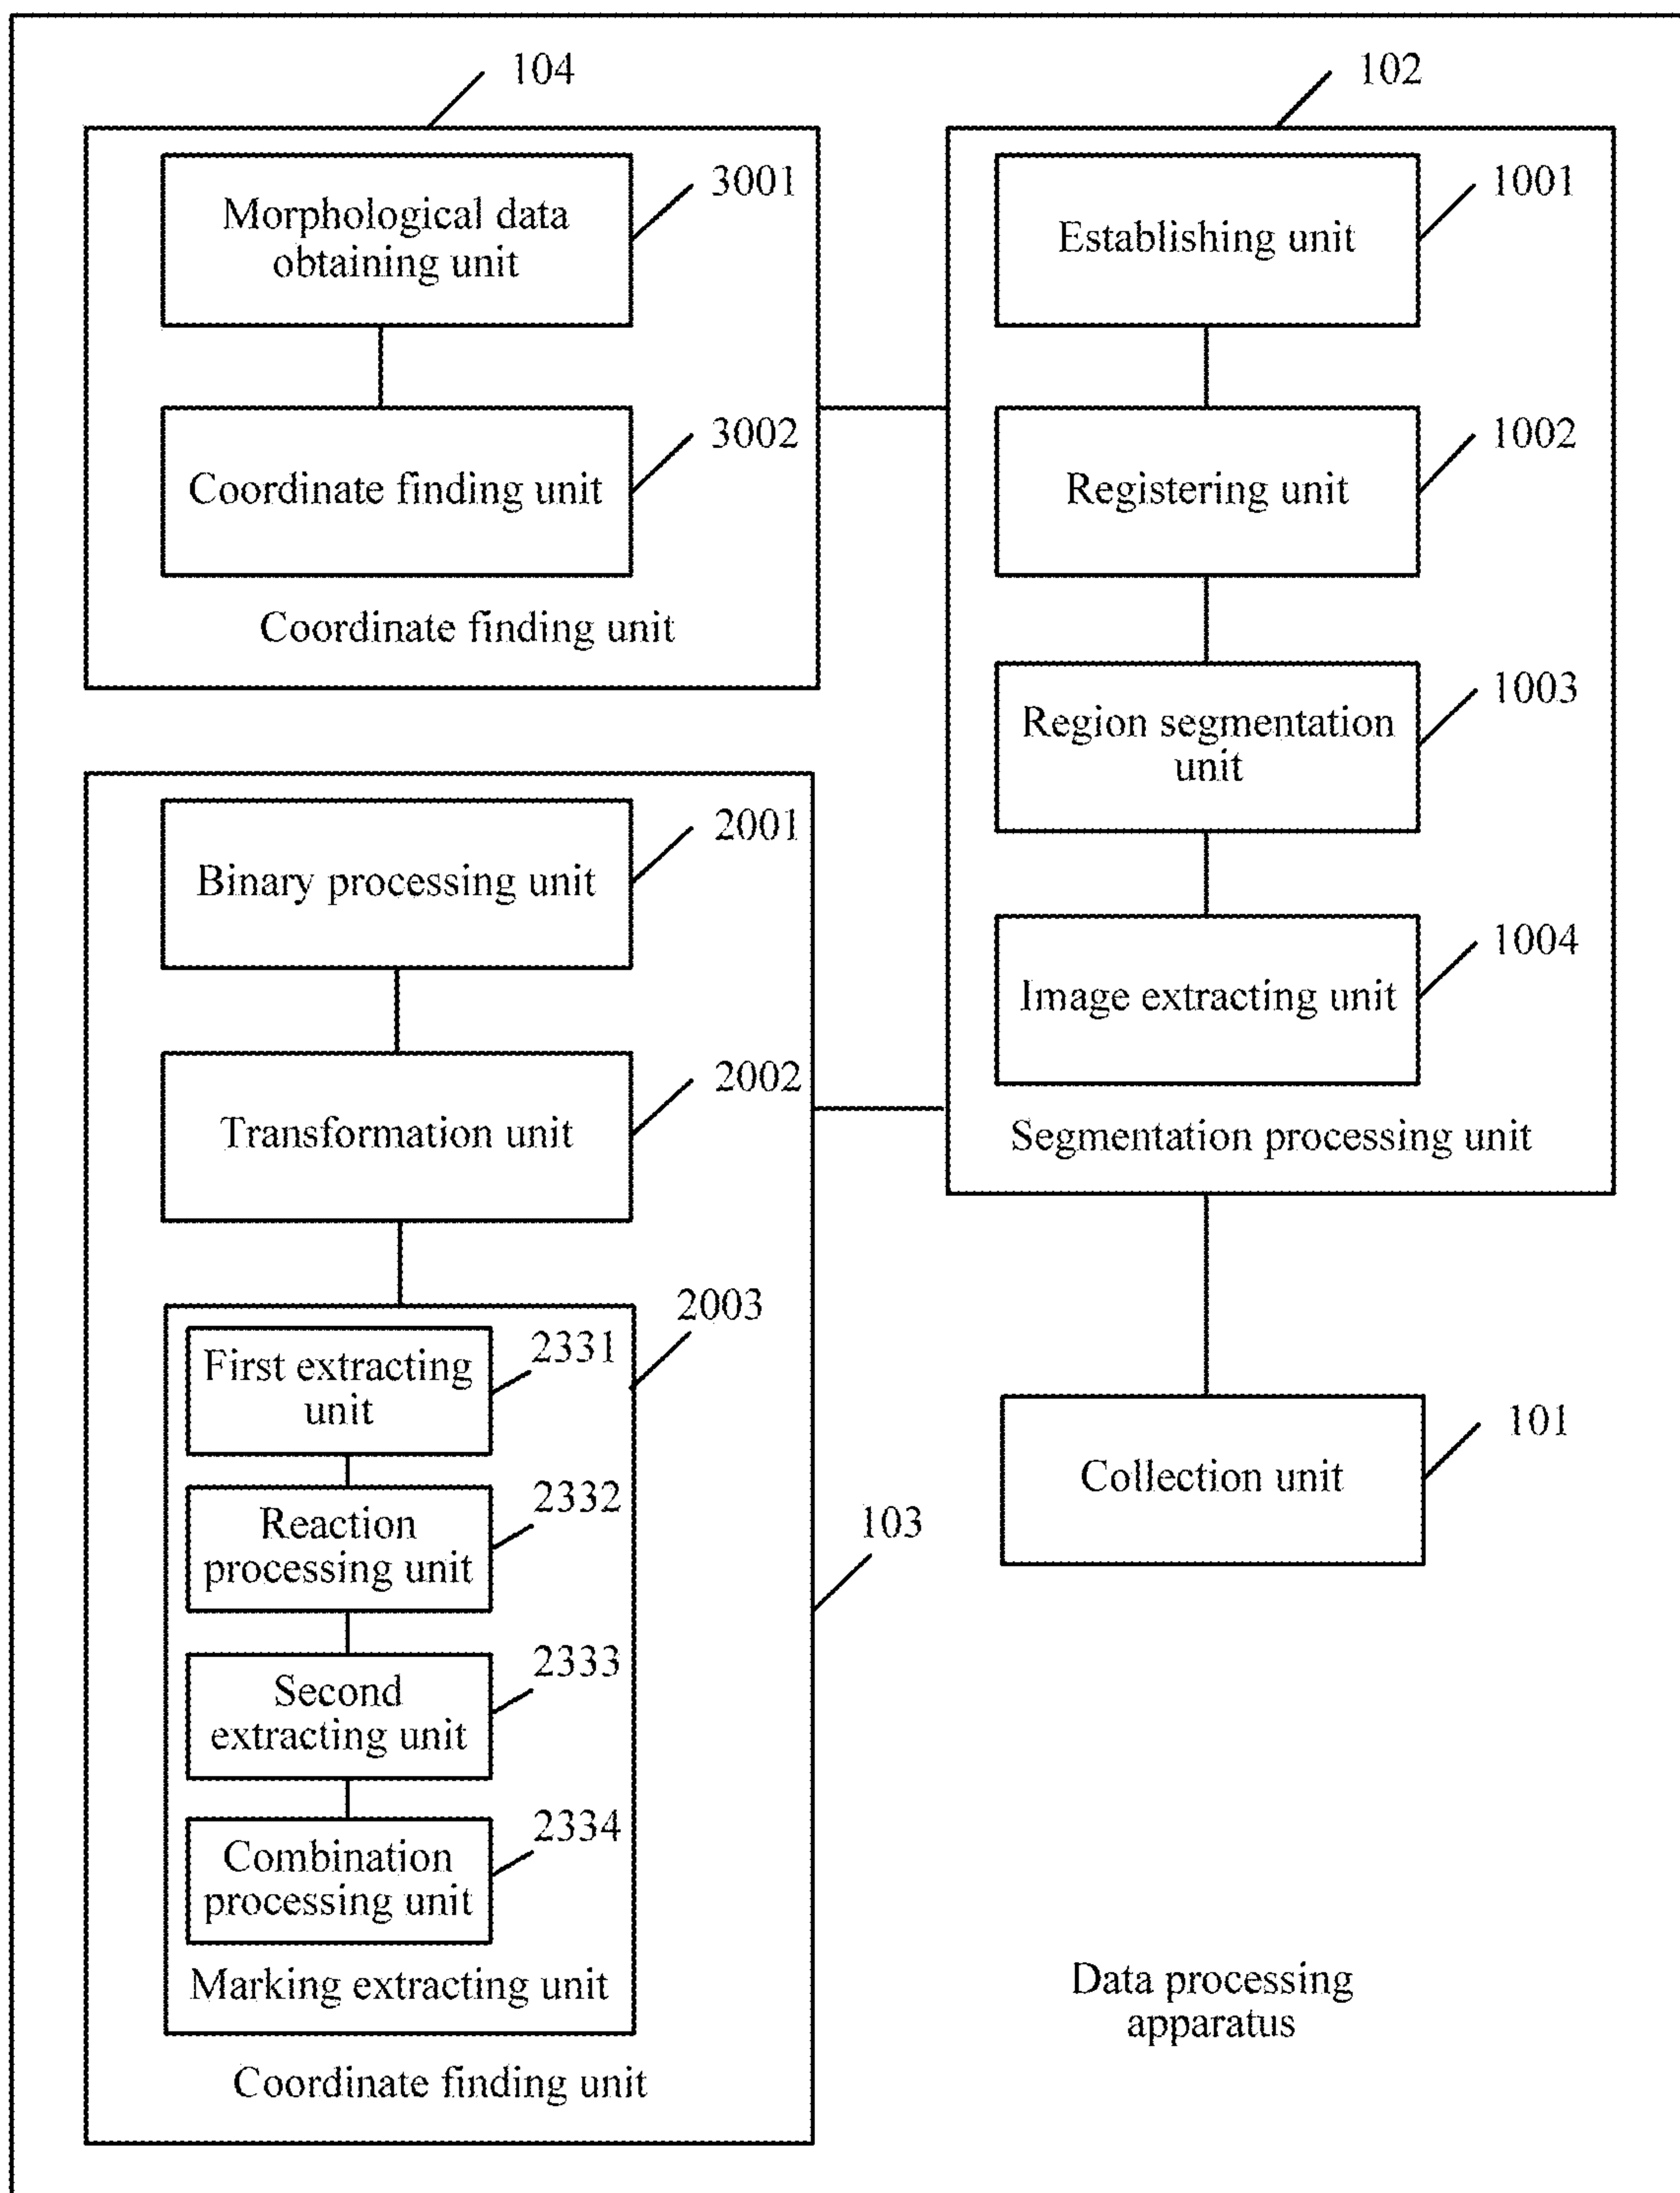 104
3001
Morphological data
obtaining unit
3002
Coordinate finding unit
Coordinate finding unit
102
1001
Establishing unit
1002
Registering unit
1003
Region segmentation
unit
1004
Image extracting unit
Segmentation processing unit
2001
Binary processing unit
2002
Transformation unit
2003
2331
First extracting
unit
2332
Reaction
processing unit
2333
Second
extracting unit
2334
Combination
processing unit
Marking extracting unit
103
Coordinate finding unit
101
Collection unit
Data processing
apparatus